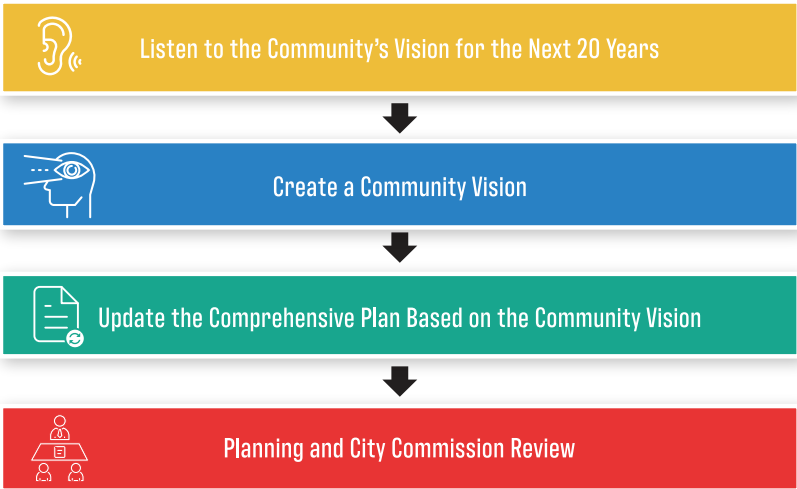 Listen to the Community's Vision for the Next 20 Years
Create a Community Vision
Update the Comprehensive Plan Based on the Community Vision
Planning and City Commission Review